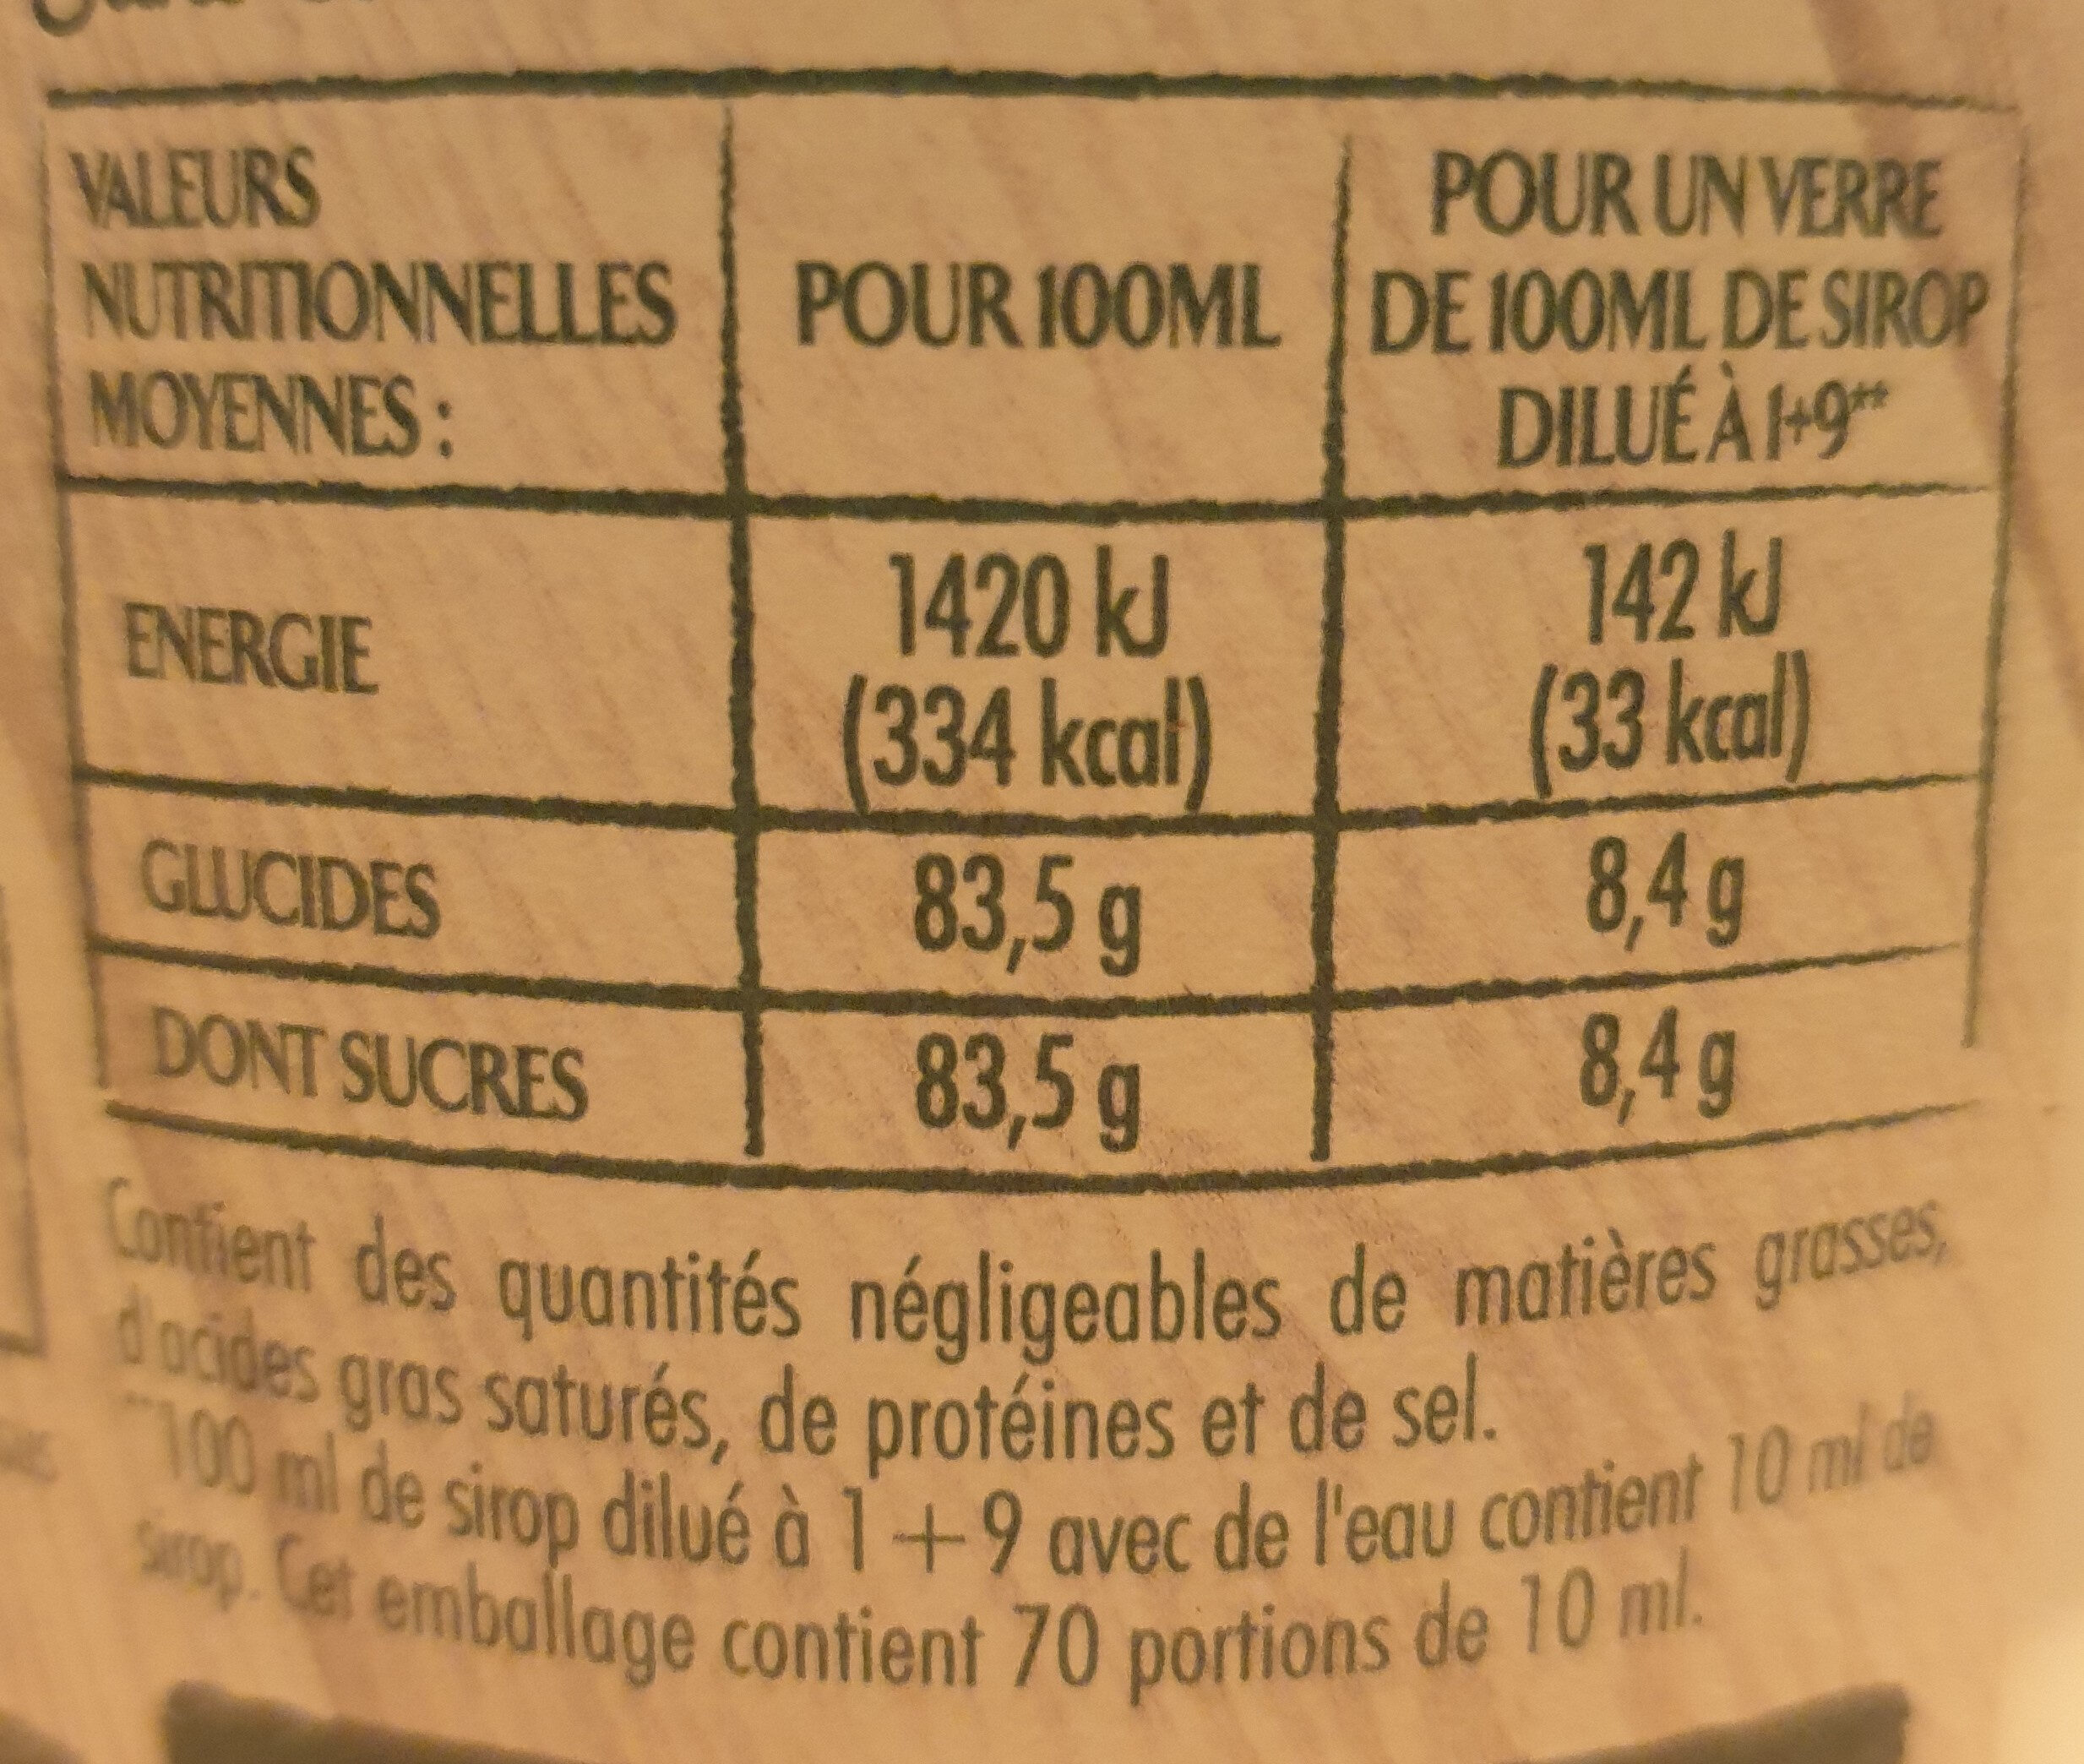 VALEURS
NUTRITIONNELLES
MOYENNES :
POUR 100ML
POUR UN VERRE
DE 100ML DE SIROP
DILUÉ À 1+9**
ENERGIE
1420 kJ
(334 kcal)
142 kJ
(33 kcal)
GLUCIDES
83,5 g
8,4 g
DONT SUCRES
83,5 g
8,4 g
Contient des quantités négligeables de matières grasses,
d'acides gras saturés, de protéines et de sel.
**100 ml de sirop dilué à 1+9 avec de l'eau contient 10 ml de
sirop. Cet emballage contient 70 portions de 10 ml.